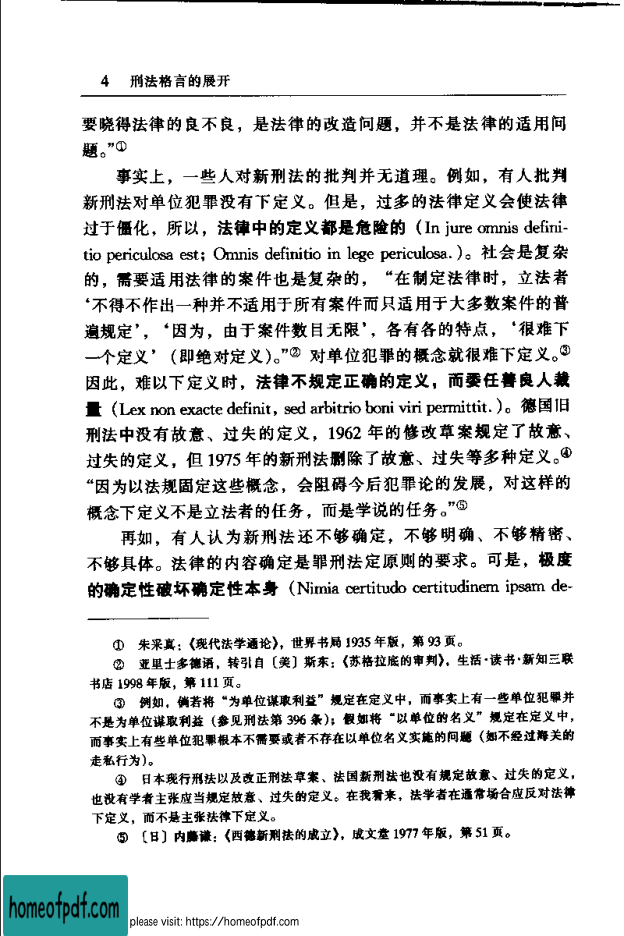 4 刑法格言的展开
要晓得法律的良不良，是法律的改造问题，并不是法律的适用问
题。”①
事实上，一些人对新刑法的批判并无道理。例如，有人批判
新刑法对单位犯罪没有下定义。但是，过多的法律定义会使法律
过于僵化，所以，法律中的定义都是危险的（In jure omnis defini-
tio periculosa est；Omnis definitio in lege periculosa.）。社会是复杂
的，需要适用法律的案件也是复杂的，“在制定法律时，立法者
‘不得不作出一种并不适用于所有案件而只适用于大多数案件的普
遍规定’，‘因为，由于案件数目无限’，各有各的特点，‘很难下
一个定义’（即绝对定义）。”② 对单位犯罪的概念就很难下定义。③
因此，难以下定义时，法律不规定正确的定义，而委任善良人裁
量（Lex non exacte definit, sed arbitrio boni viri permittit.）。德国旧
刑法中没有故意、过失的定义，1962 年的修改草案规定了故意、
过失的定义，但 1975 年的新刑法删除了故意、过失等多种定义。④
“因为以法规固定这些概念，会阻碍今后犯罪论的发展，对这样的
概念下定义不是立法者的任务，而是学说的任务。”⑤
再如，有人认为新刑法还不够确定，不够明确、不够精密、
不够具体。法律的内容确定是罪刑法定原则的要求。可是，极度
的确定性破坏确定性本身（Nimia certitudo certitudinem ipsam de-
① 朱采真：《现代法学通论》，世界书局 1935 年版，第 93 页。
② 亚里士多德语，转引自〔美〕斯东：《苏格拉底的审判》，生活·读书·新知三联
书店 1998 年版，第 111 页。
③ 例如，倘若将“为单位谋取利益”规定在定义中，而事实上有一些单位犯罪并
不是为单位谋取利益（参见刑法第 396 条）；假如将“以单位的名义”规定在定义中，
而事实上有些单位犯罪根本不需要或者不存在以单位名义实施的问题（如不经过海关的
走私行为）。
④ 日本现行刑法以及改正刑法草案、法国新刑法也没有规定故意、过失的定义，
也没有学者主张应当规定故意、过失的定义。在我看来，法学者在通常场合应反对法律
下定义，而不是主张法律下定义。
⑤ 〔日〕内藤谦：《西德新刑法的成立》，成文堂 1977 年版，第 51 页。
homeofpdf.com
please visit: https://homeofpdf.com